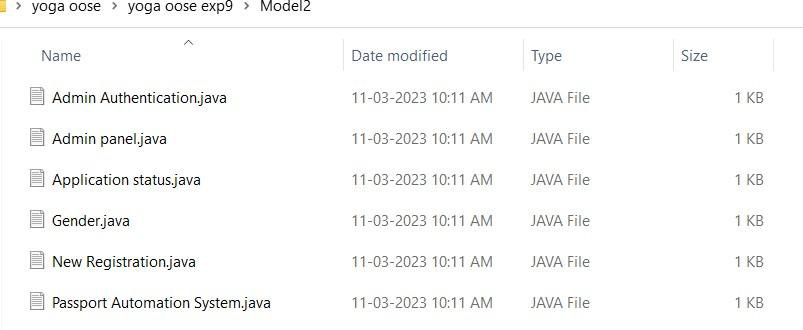 yoga oose > yoga oose exp9 > Model2
Name Date modified Type Size
Admin Authentication.java 11-03-2023 10:11 AM JAVA File 1 KB
Admin panel.java 11-03-2023 10:11 AM JAVA File 1 KB
Application status.java 11-03-2023 10:11 AM JAVA File 1 KB
Gender.java 11-03-2023 10:11 AM JAVA File 1 KB
New Registration.java 11-03-2023 10:11 AM JAVA File 1 KB
Passport Automation System.java 11-03-2023 10:11 AM JAVA File 1 KB